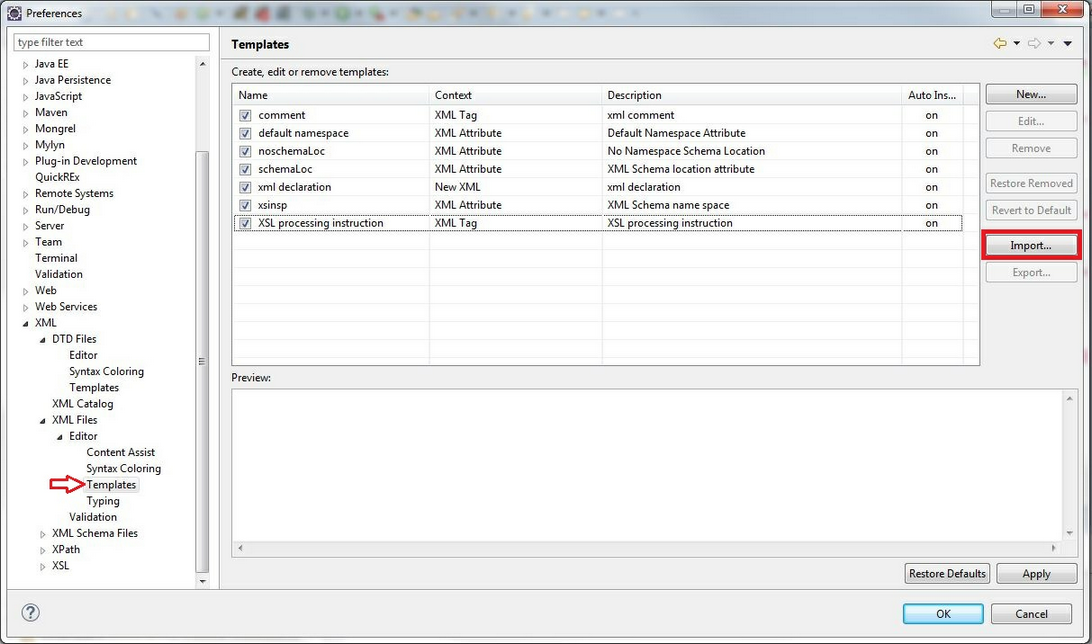 Preferences
type filter text
Java EE
Java Persistence
JavaScript
Maven
Mongrel
Mylyn
Plug-in Development
QuickREx
Remote Systems
Run/Debug
Server
Team
Terminal
Validation
Web
Web Services
XML
DTD Files
Editor
Syntax Coloring
Templates
XML Catalog
XML Files
Editor
Content Assist
Syntax Coloring
Templates
Typing
Validation
XML Schema Files
XPath
XSL
Templates
Create, edit or remove templates:
Name Context Description Auto Ins...
comment XML Tag xml comment on
default namespace XML Attribute Default Namespace Attribute on
noschemaLoc XML Attribute No Namespace Schema Location on
schemaLoc XML Attribute XML Schema location attribute on
xml declaration New XML xml declaration on
xsinsp XML Attribute XML Schema name space on
XSL processing instruction XML Tag XSL processing instruction on
New...
Edit...
Remove
Restore Removed
Revert to Default
Import...
Export...
Preview:
Restore Defaults Apply
? OK Cancel